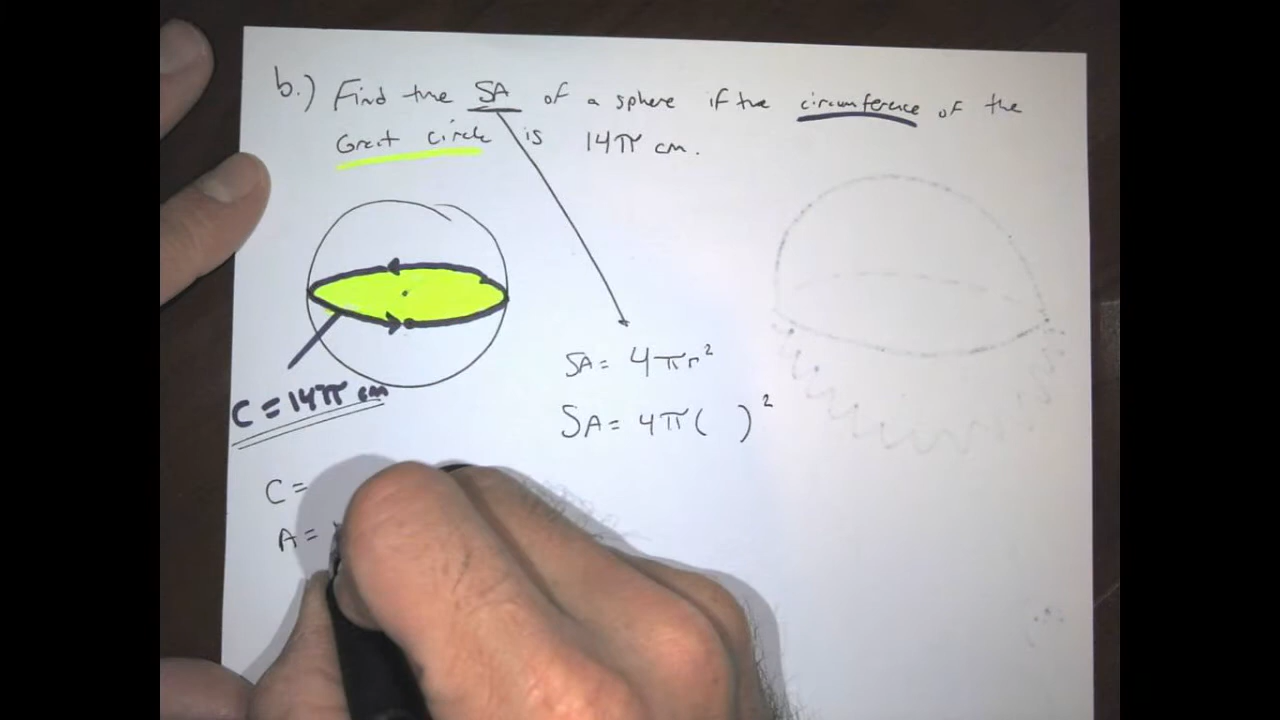 b.) Find the SA of a sphere if the circumference of the
Great circle is 14π cm.
C = 14π cm
SA = 4πr²
SA = 4π( )²
C =
A =